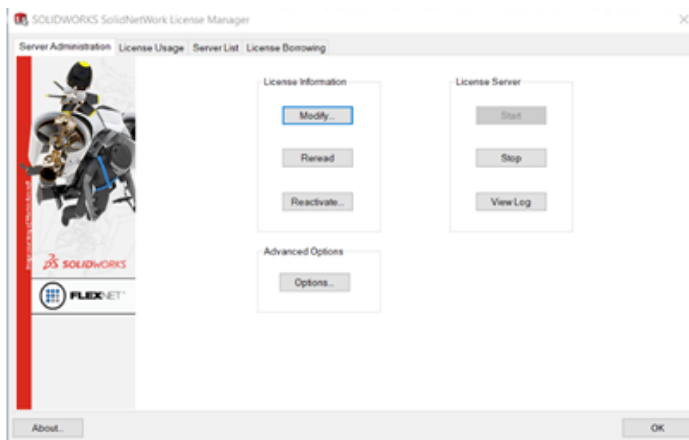 SOLIDWORKS SolidNetWork License Manager
Server Administration License Usage Server List License Borrowing
License Information
Modify...
Reread
Reactivate...
License Server
Start
Stop
View Log
Advanced Options
Options...
SOLIDWORKS
FLEXNET
About...
OK